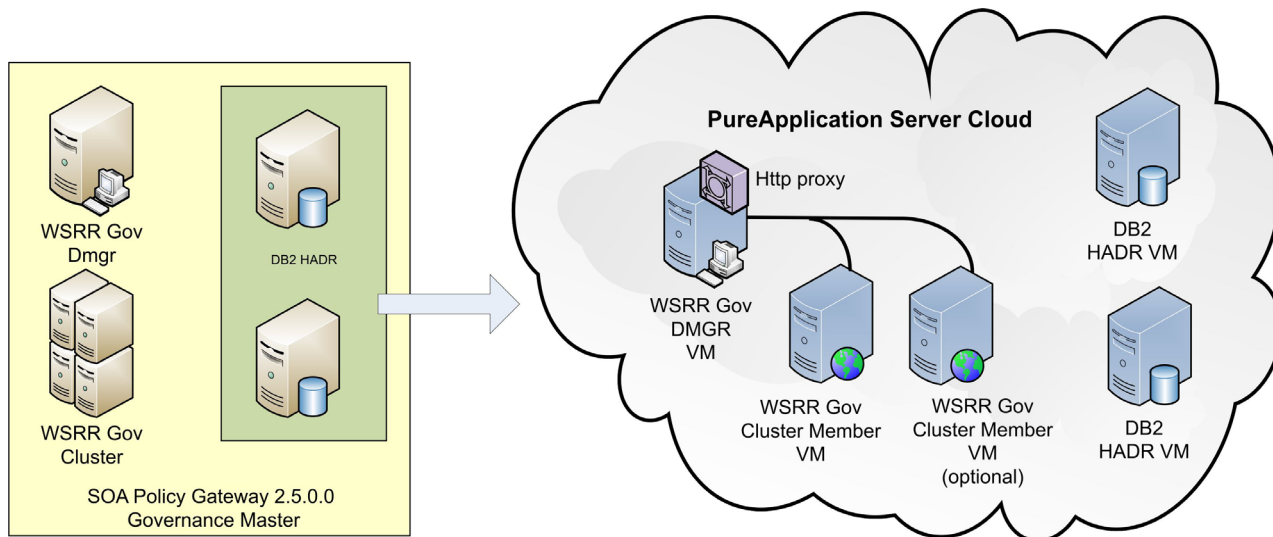 WSRR Gov
Dmgr
DB2 HADR
WSRR Gov
Cluster
SOA Policy Gateway 2.5.0.0
Governance Master
PureApplication Server Cloud
Http proxy
WSRR Gov
DMGR
VM
WSRR Gov
Cluster Member
VM
WSRR Gov
Cluster Member
VM
(optional)
DB2
HADR VM
DB2
HADR VM